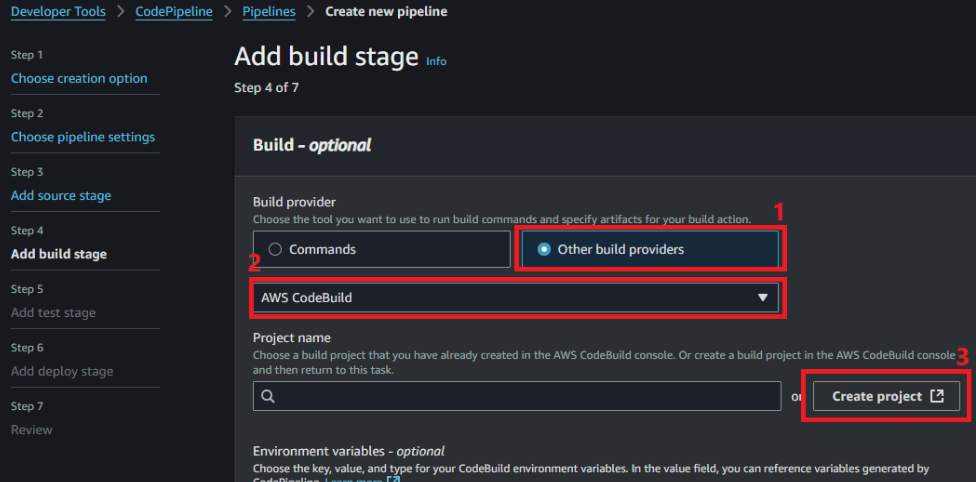 Developer Tools > CodePipeline > Pipelines > Create new pipeline
Step 1
Choose creation option
Step 2
Choose pipeline settings
Step 3
Add source stage
Step 4
Add build stage
Step 5
Add test stage
Step 6
Add deploy stage
Step 7
Review
Add build stage Info
Step 4 of 7
Build - optional
Build provider
Choose the tool you want to use to run build commands and specify artifacts for your build action.
1
Commands
Other build providers
2
AWS CodeBuild
Project name
Choose a build project that you have already created in the AWS CodeBuild console. Or create a build project in the AWS CodeBuild console
and then return to this task.
3
or
Create project
Environment variables - optional
Choose the key, value, and type for your CodeBuild environment variables. In the value field, you can reference variables generated by
CodePipeline. Learn more